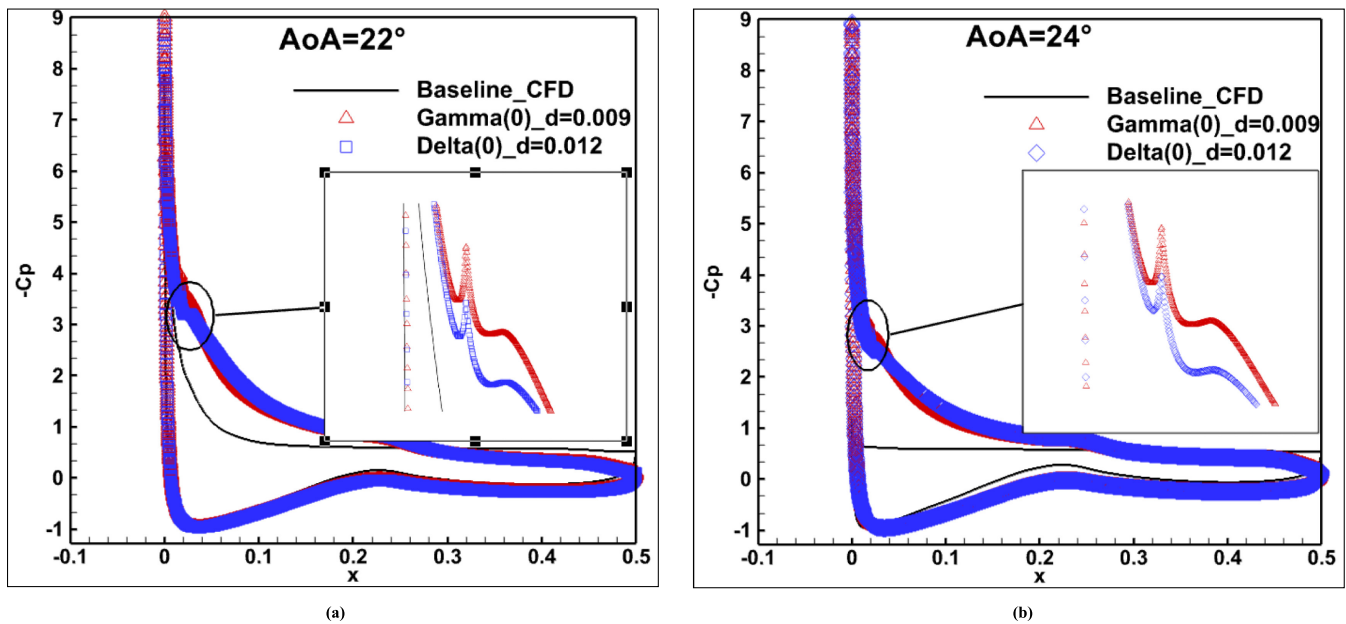 AoA=22°
Baseline_CFD
Gamma(0)_d=0.009
Delta(0)_d=0.012
-Cp
9
8
7
6
5
4
3
2
1
0
-1
-0.1 0 0.1 0.2 0.3 0.4 0.5
x
(a)
AoA=24°
Baseline_CFD
Gamma(0)_d=0.009
Delta(0)_d=0.012
-Cp
9
8
7
6
5
4
3
2
1
0
-1
-0.1 0 0.1 0.2 0.3 0.4 0.5
x
(b)